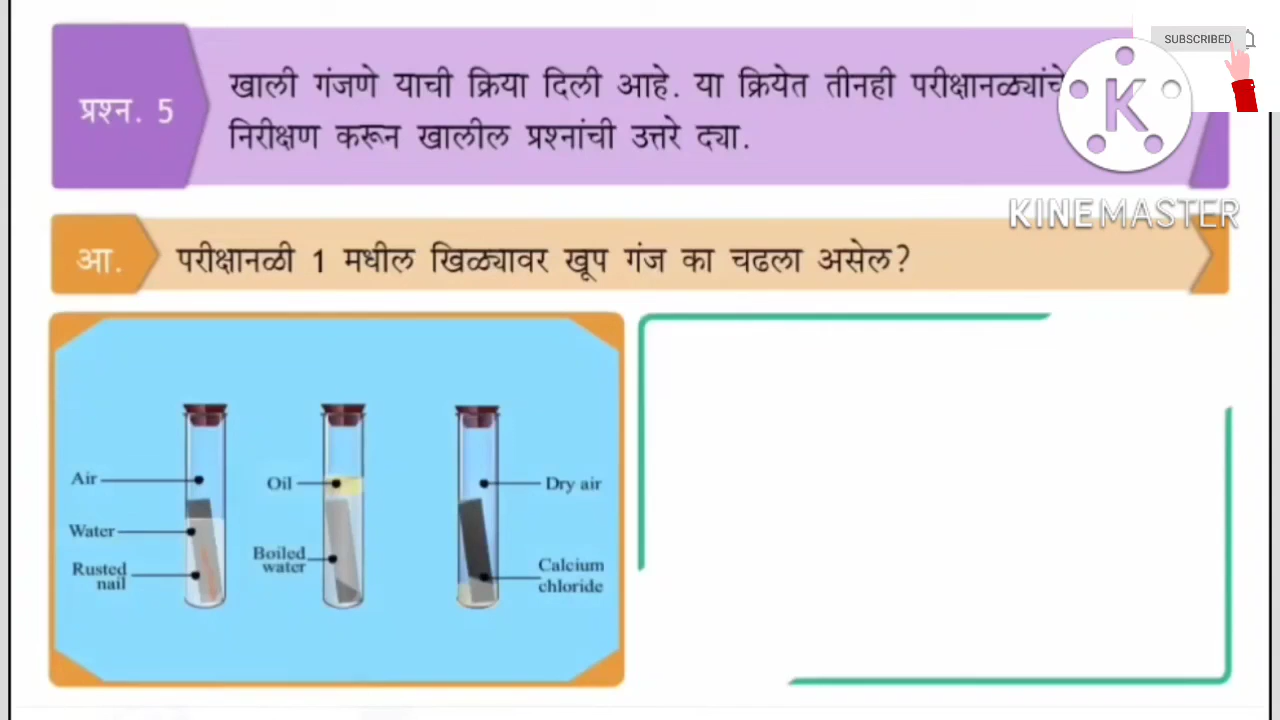 SUBSCRIBED
प्रश्न. 5
खाली गंजणे याची क्रिया दिली आहे. या क्रियेत तीनही परीक्षानळ्यांचे
निरीक्षण करून खालील प्रश्नांची उत्तरे द्या.
K
KINEMASTER
आ.
परीक्षानळी 1 मधील खिळ्यावर खूप गंज का चढला असेल?
Air
Water
Rusted
nail
Oil
Boiled
water
Dry air
Calcium
chloride